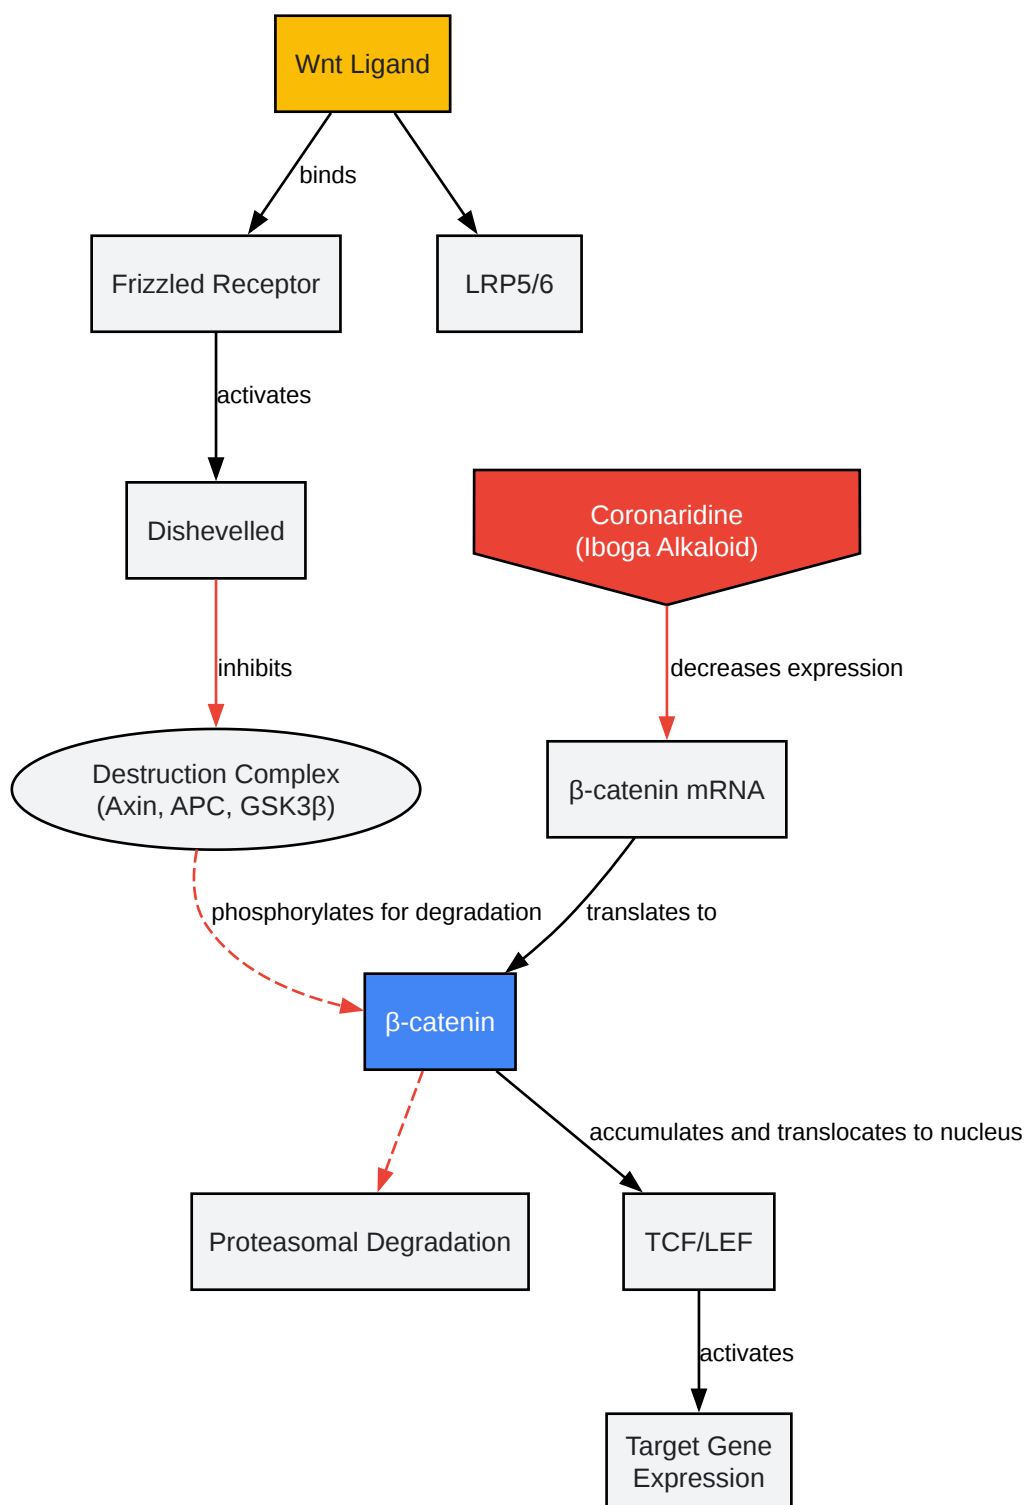 Wnt Ligand
binds
Frizzled Receptor
LRP5/6
activates
Dishevelled
Coronaridine
(Iboga Alkaloid)
inhibits
decreases expression
Destruction Complex
(Axin, APC, GSK3β)
β-catenin mRNA
phosphorylates for degradation
translates to
β-catenin
accumulates and translocates to nucleus
Proteasomal Degradation
TCF/LEF
activates
Target Gene
Expression